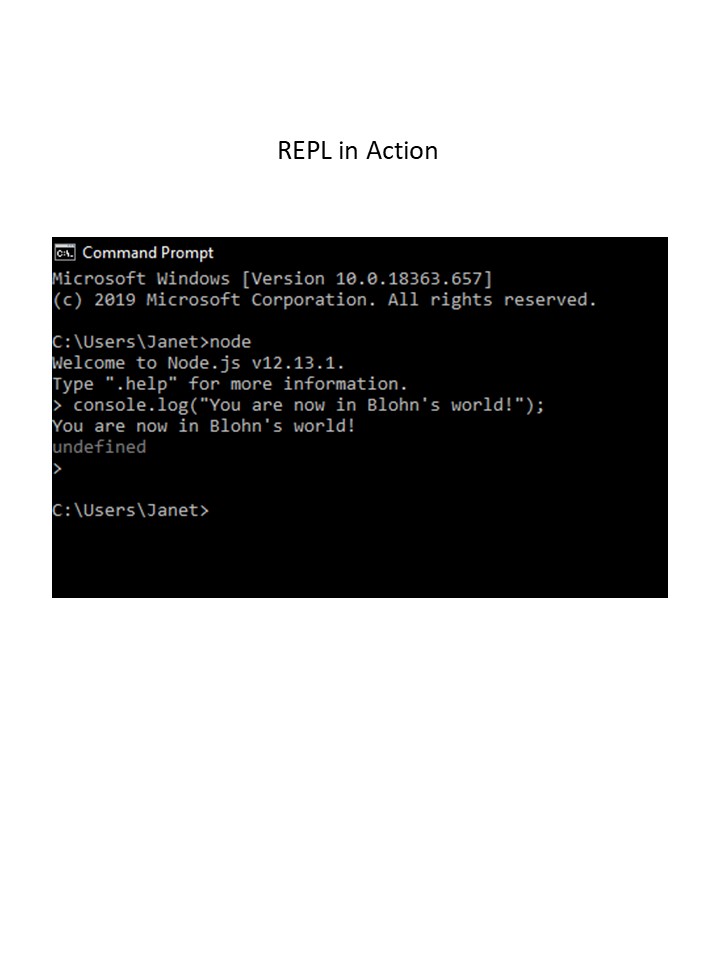 REPL in Action
C:\. Command Prompt
Microsoft Windows [Version 10.0.18363.657]
(c) 2019 Microsoft Corporation. All rights reserved.
C:\Users\Janet>node
Welcome to Node.js v12.13.1.
Type ".help" for more information.
> console.log("You are now in Blohn's world!");
You are now in Blohn's world!
undefined
>
C:\Users\Janet>